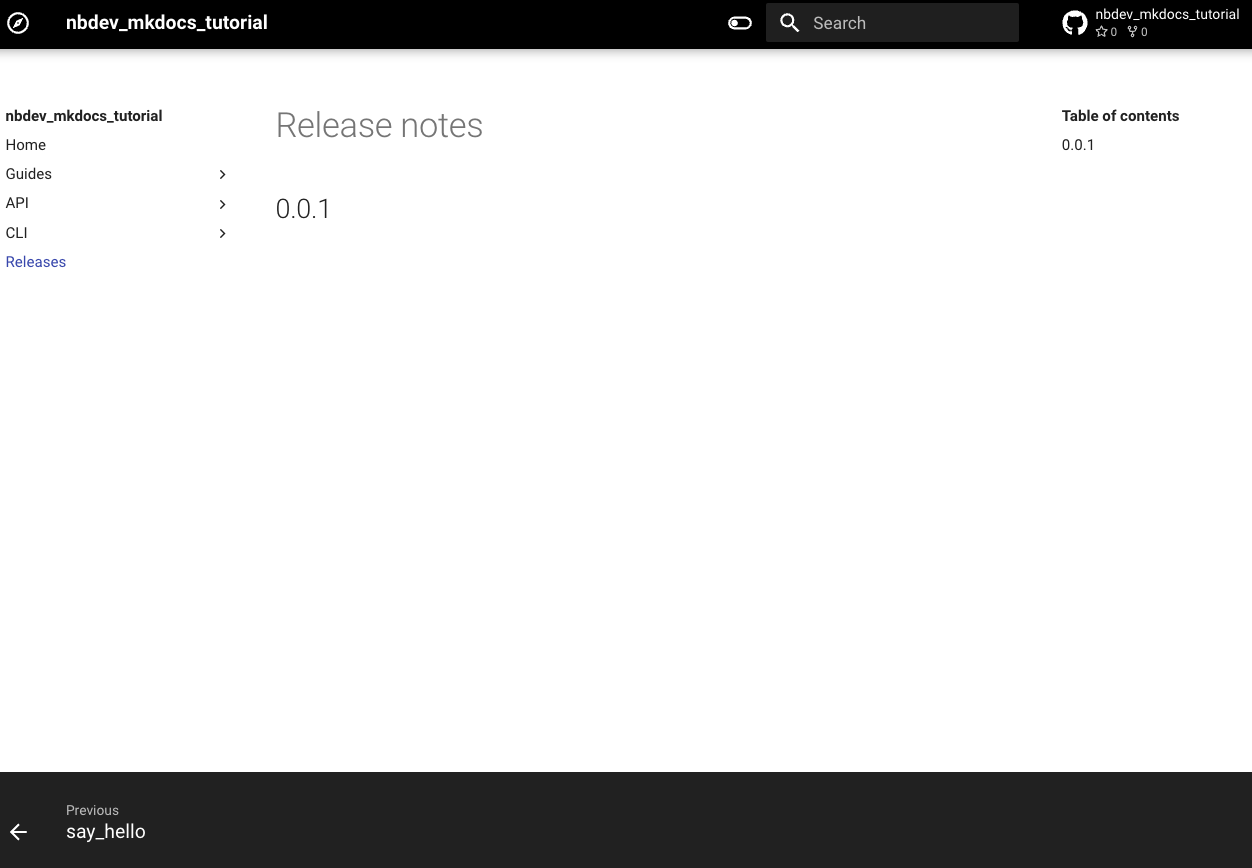 nbdev_mkdocs_tutorial
Search
nbdev_mkdocs_tutorial
0 0
nbdev_mkdocs_tutorial
Home
Guides
API
CLI
Releases
Release notes
0.0.1
Table of contents
0.0.1
Previous
say_hello